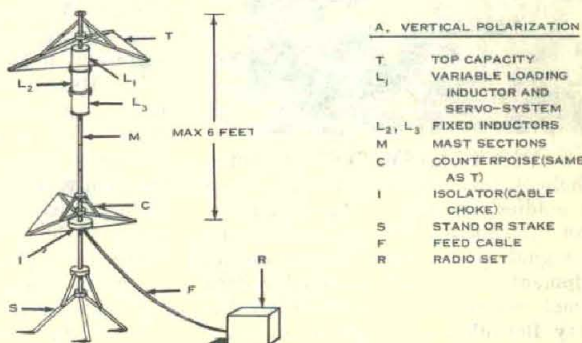 T
L1
L2
L3
M
MAX 6 FEET
C
I
S
F
R
A. VERTICAL POLARIZATION
T TOP CAPACITY
L1 VARIABLE LOADING
INDUCTOR AND
SERVO-SYSTEM
L2, L3 FIXED INDUCTORS
M MAST SECTIONS
C COUNTERPOISE(SAME
AS T)
I ISOLATOR(CABLE
CHOKE)
S STAND OR STAKE
F FEED CABLE
R RADIO SET